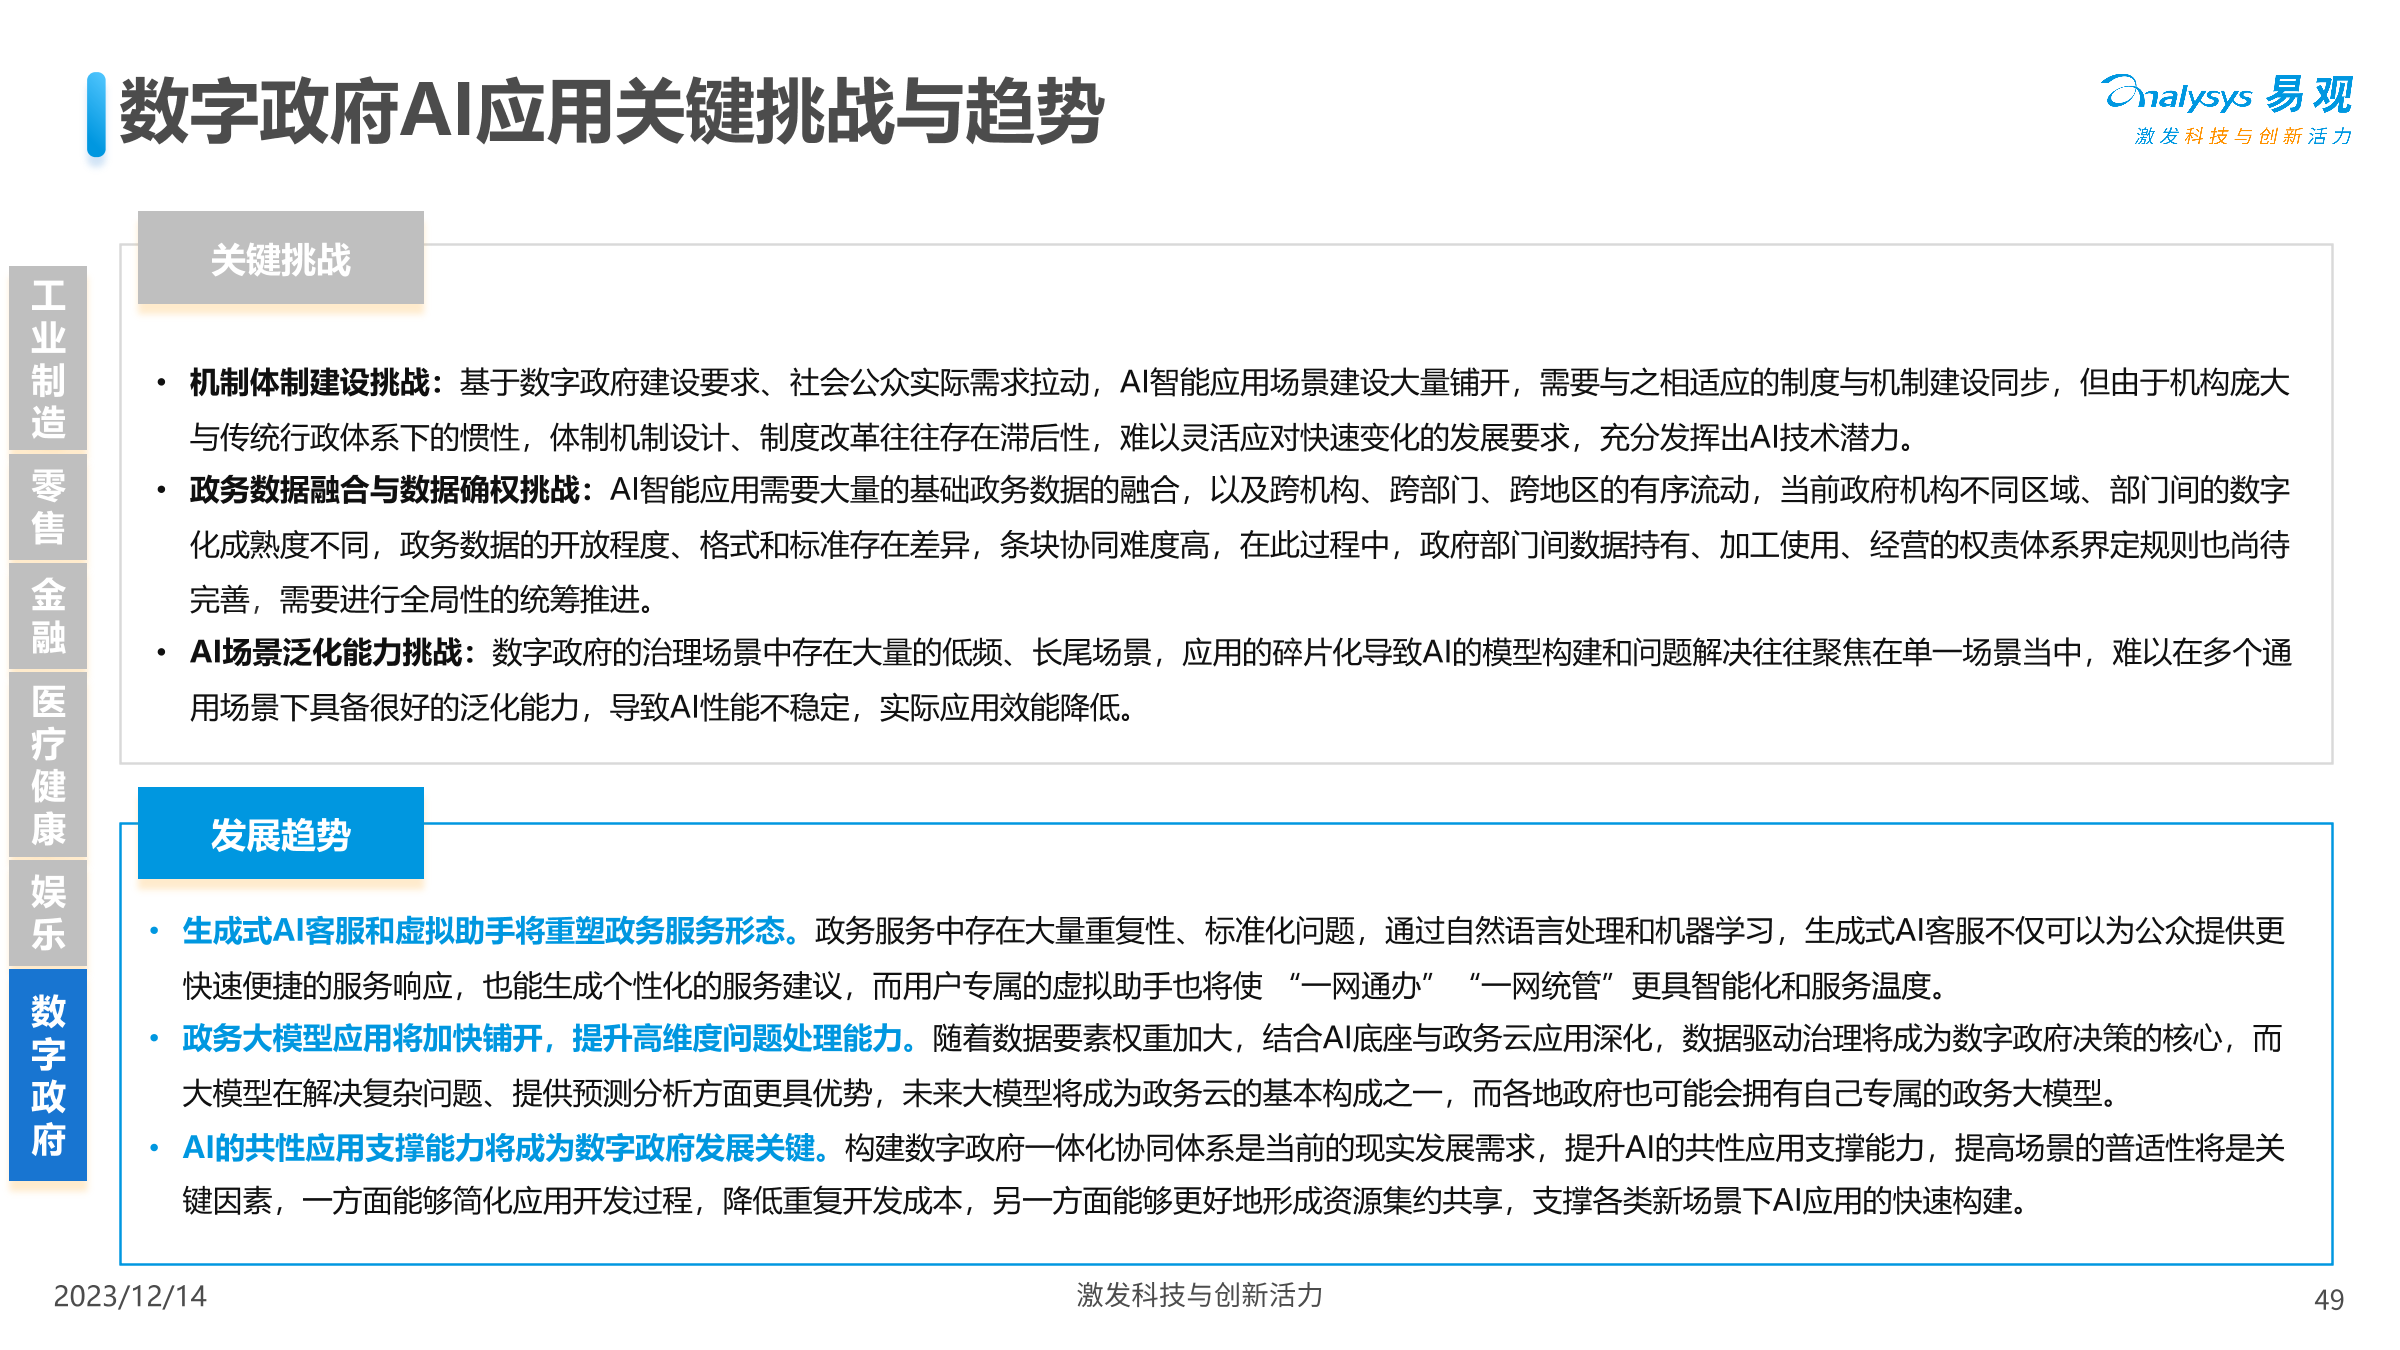 数字政府AI应用关键挑战与趋势
analysys 易观
激发科技与创新活力
关键挑战
工业制造
零售
金融
医疗健康
娱乐
数字政府
• 机制体制建设挑战：基于数字政府建设要求、社会公众实际需求拉动，AI智能应用场景建设大量铺开，需要与之相适应的制度与机制建设同步，但由于机构庞大
与传统行政体系下的惯性，体制机制设计、制度改革往往存在滞后性，难以灵活应对快速变化的发展要求，充分发挥出AI技术潜力。
• 政务数据融合与数据确权挑战：AI智能应用需要大量的基础政务数据的融合，以及跨机构、跨部门、跨地区的有序流动，当前政府机构不同区域、部门间的数字
化成熟度不同，政务数据的开放程度、格式和标准存在差异，条块协同难度高，在此过程中，政府部门间数据持有、加工使用、经营的权责体系界定规则也尚待
完善，需要进行全局性的统筹推进。
• AI场景泛化能力挑战：数字政府的治理场景中存在大量的低频、长尾场景，应用的碎片化导致AI的模型构建和问题解决往往聚焦在单一场景当中，难以在多个通
用场景下具备很好的泛化能力，导致AI性能不稳定，实际应用效能降低。
发展趋势
• 生成式AI客服和虚拟助手将重塑政务服务形态。政务服务中存在大量重复性、标准化问题，通过自然语言处理和机器学习，生成式AI客服不仅可以为公众提供更
快速便捷的服务响应，也能生成个性化的服务建议，而用户专属的虚拟助手也将使“一网通办”“一网统管”更具智能化和服务温度。
• 政务大模型应用将加快铺开，提升高维度问题处理能力。随着数据要素权重加大，结合AI底座与政务云应用深化，数据驱动治理将成为数字政府决策的核心，而
大模型在解决复杂问题、提供预测分析方面更具优势，未来大模型将成为政务云的基本构成之一，而各地政府也可能会拥有自己专属的政务大模型。
• AI的共性应用支撑能力将成为数字政府发展关键。构建数字政府一体化协同体系是当前的现实发展需求，提升AI的共性应用支撑能力，提高场景的普适性将是关
键因素，一方面能够简化应用开发过程，降低重复开发成本，另一方面能够更好地形成资源集约共享，支撑各类新场景下AI应用的快速构建。
2023/12/14
激发科技与创新活力
49